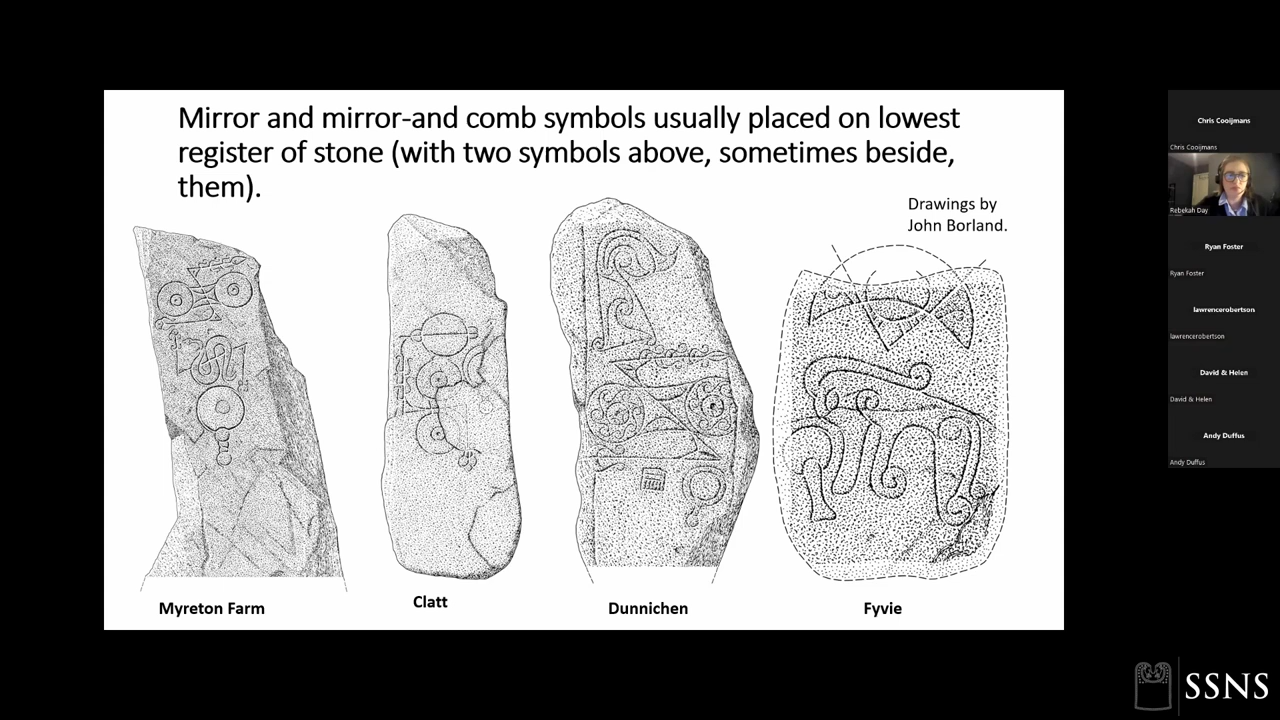 Mirror and mirror-and comb symbols usually placed on lowest
register of stone (with two symbols above, sometimes beside,
them).
Drawings by
John Borland.
Myreton Farm
Clatt
Dunnichen
Fyvie
Chris Cooijmans
Chris Cooijmans
Rebekah Day
Ryan Foster
Ryan Foster
lawrencerobertson
lawrencerobertson
David & Helen
David & Helen
Andy Duffus
Andy Duffus
SSNS